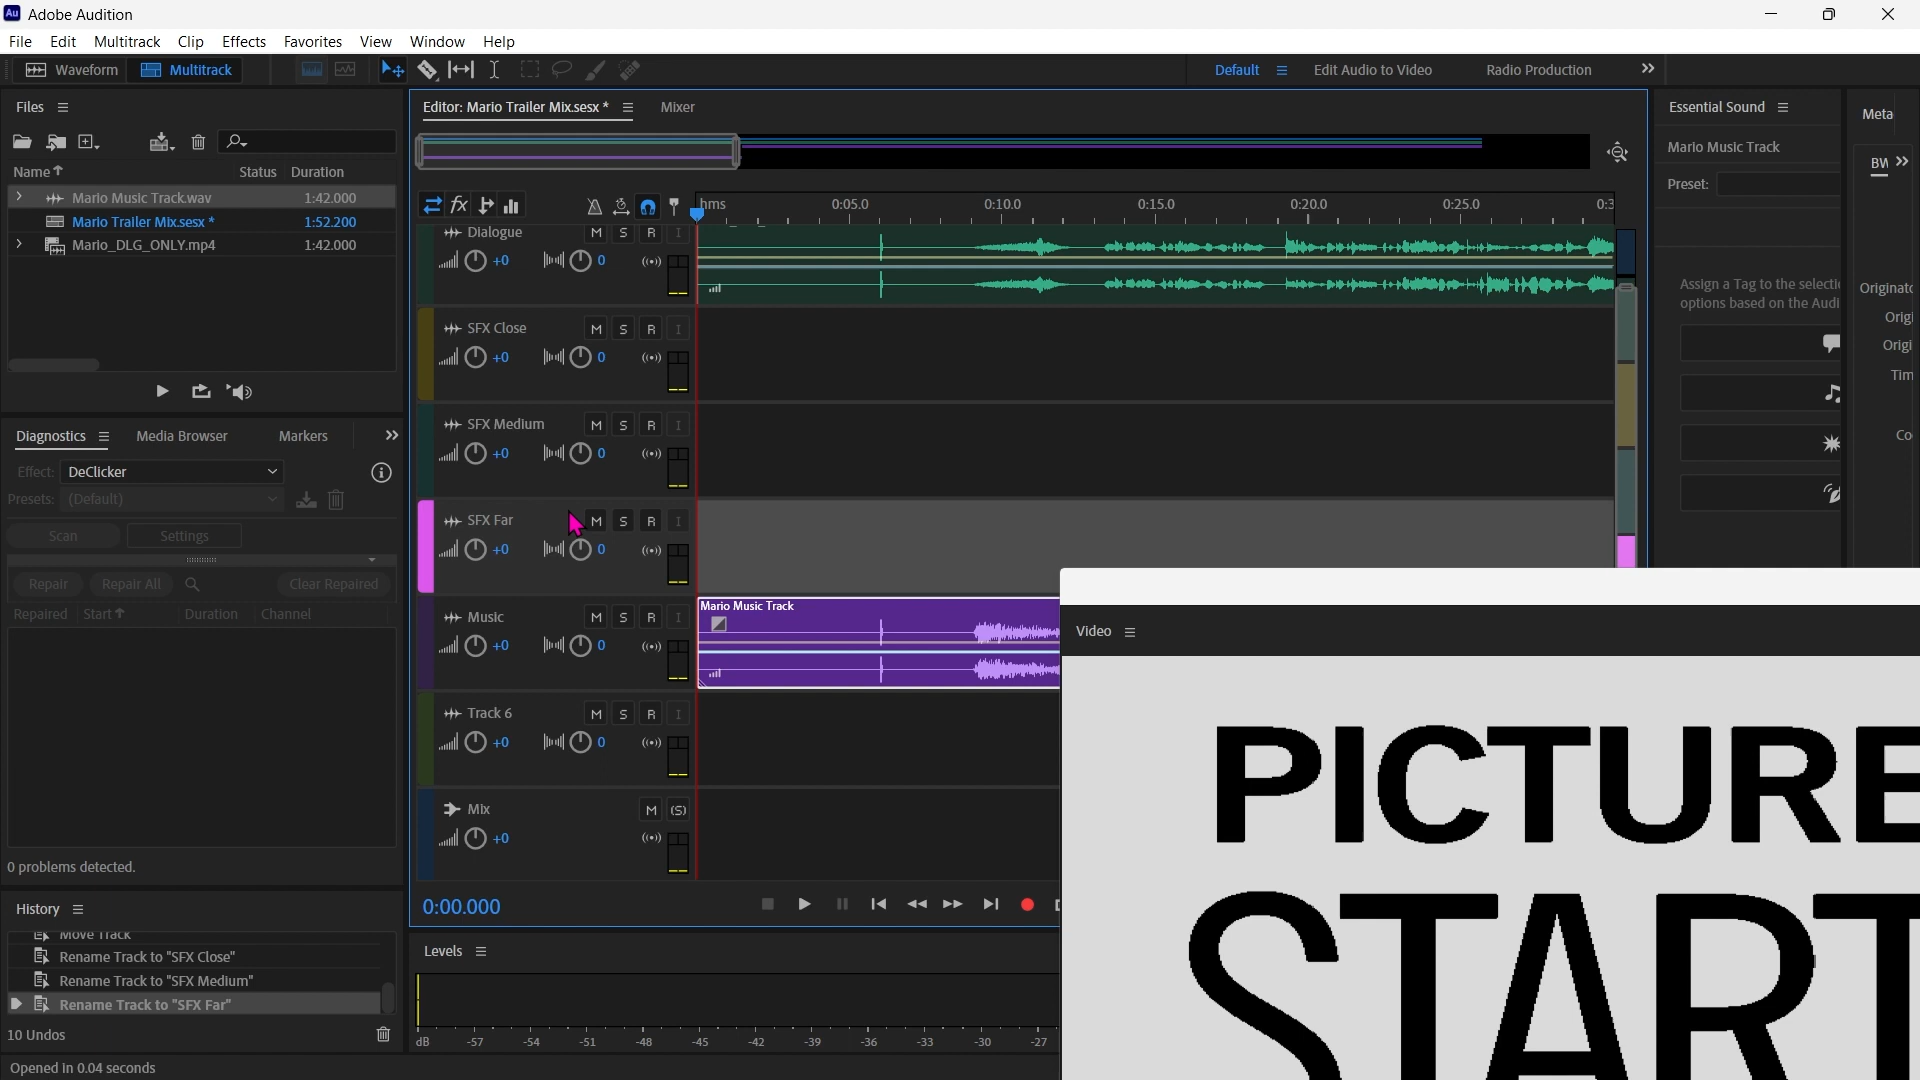 Au Adobe Audition
File Edit Multitrack Clip Effects Favorites View Window Help
Waveform Multitrack Default Edit Audio to Video Radio Production
Files
Name Status Duration
Mario Music Track.wav 1:42.000
Mario Trailer Mix.sesx * 1:52.200
Mario_DLG_ONLY.mp4 1:42.000
Diagnostics Media Browser Markers
Effect: DeClicker
Presets: (Default)
Scan Settings
Repair Repair All Clear Repaired
Repaired Start Duration Channel
0 problems detected.
History
Move Track
Rename Track to "SFX Close"
Rename Track to "SFX Medium"
Rename Track to "SFX Far"
10 Undos
Opened in 0.04 seconds
Editor: Mario Trailer Mix.sesx * Mixer
fx
hms 0:05.0 0:10.0 0:15.0 0:20.0 0:25.0 0:3
Dialogue M S R I
+0 0
SFX Close M S R I
+0 0
SFX Medium M S R I
+0 0
SFX Far M S R I
+0 0
Music M S R I
+0 0
Mario Music Track
Track 6 M S R I
+0 0
Mix M (S)
+0
0:00.000
Levels
dB -57 -54 -51 -48 -45 -42 -39 -36 -33 -30 -27
Essential Sound
Mario Music Track
Preset:
Assign a Tag to the selecti
options based on the Audi
Meta
BW
Originato
Origi
Origi
Tim
Co
Video
PICTURE
START